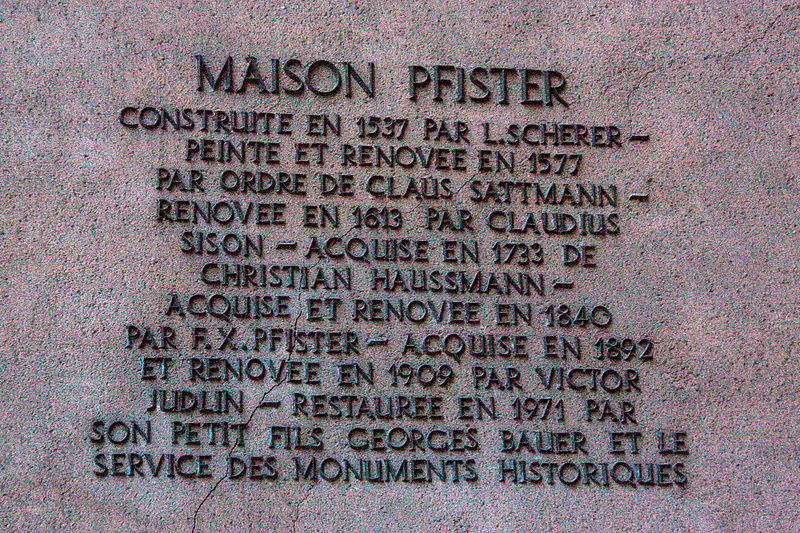 MAISON PFISTER
CONSTRUITE EN 1537 PAR L.SCHERER–
PEINTE ET RENOVEE EN 1577
PAR ORDRE DE CLAUS SATTMANN –
RENOVEE EN 1613 PAR CLAUDIUS
SISON – ACQUISE EN 1733 DE
CHRISTIAN HAUSSMANN –
ACQUISE ET RENOVEE EN 1840
PAR F.X.PFISTER – ACQUISE EN 1892
ET RENOVEE EN 1909 PAR VICTOR
JUDLIN – RESTAUREE EN 1971 PAR
SON PETIT FILS GEORGES BAUER ET LE
SERVICE DES MONUMENTS HISTORIQUES